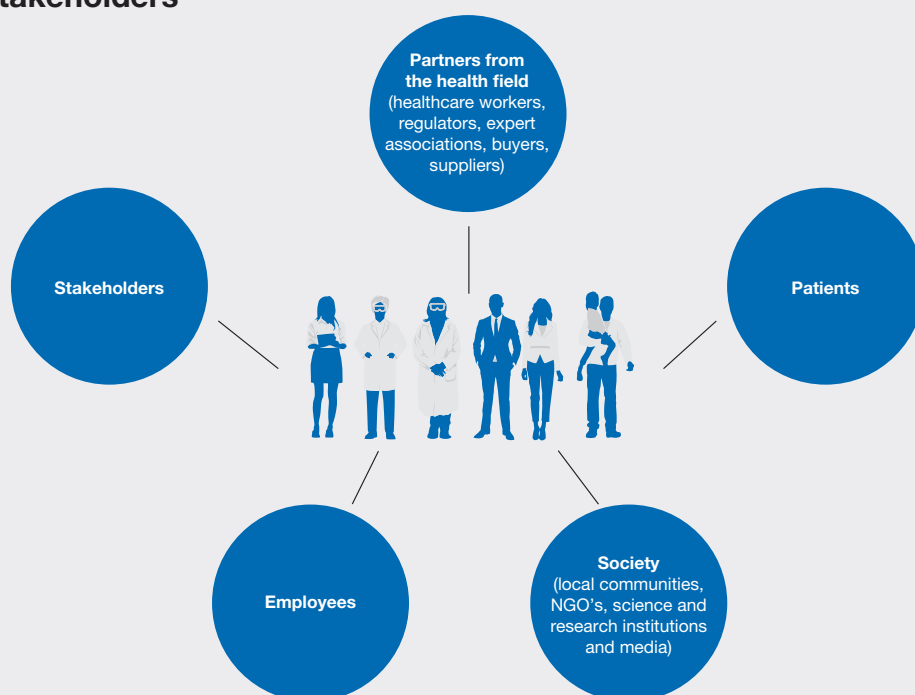 takeholders
Partners from
the health field
(healthcare workers,
regulators, expert
associations, buyers,
suppliers)
Stakeholders
Patients
Employees
Society
(local communities,
NGO's, science and
research institutions
and media)